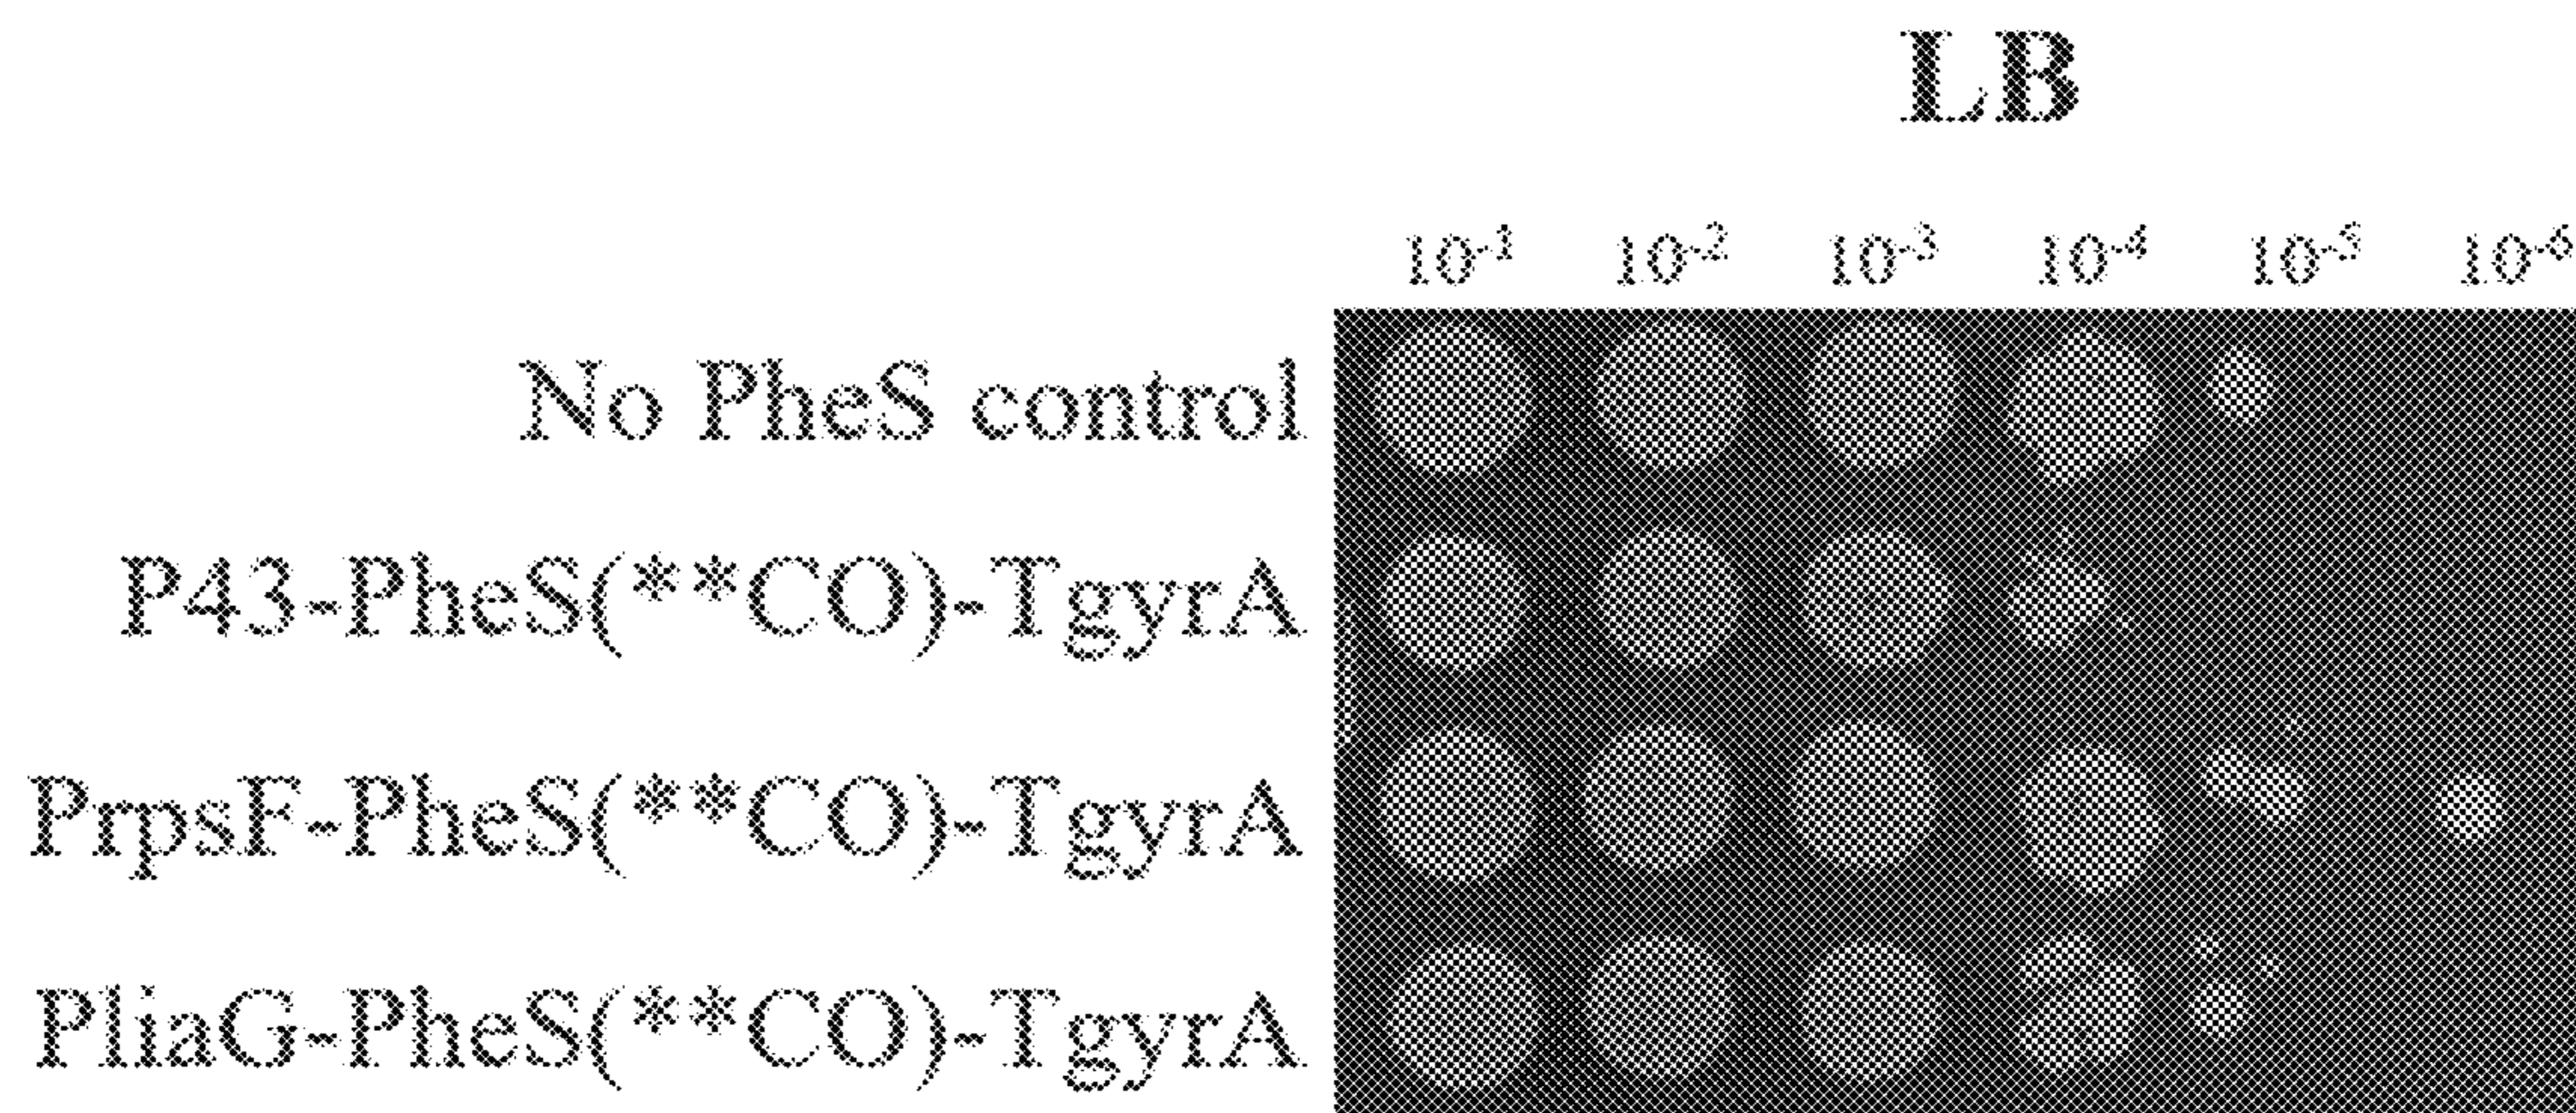 LB
10⁻¹ 10⁻² 10⁻³ 10⁻⁴ 10⁻⁵ 10⁻⁶
No PheS control
P43-PheS(**CO)-TgyrA
PrpsF-PheS(**CO)-TgyrA
PliaG-PheS(**CO)-TgyrA